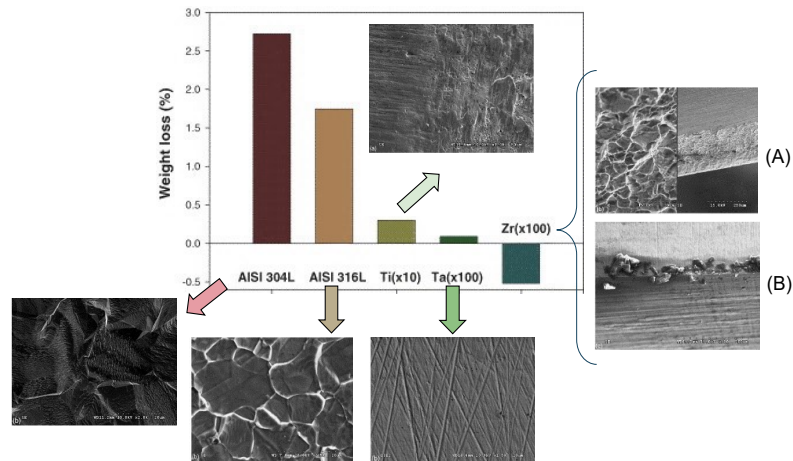 3.0
2.5
2.0
1.5
1.0
0.5
0.0
-0.5
Weight loss (%)
Zr(x100)
AISI 304L
AISI 316L
Ti(x10)
Ta(x100)
(A)
(B)
(b)